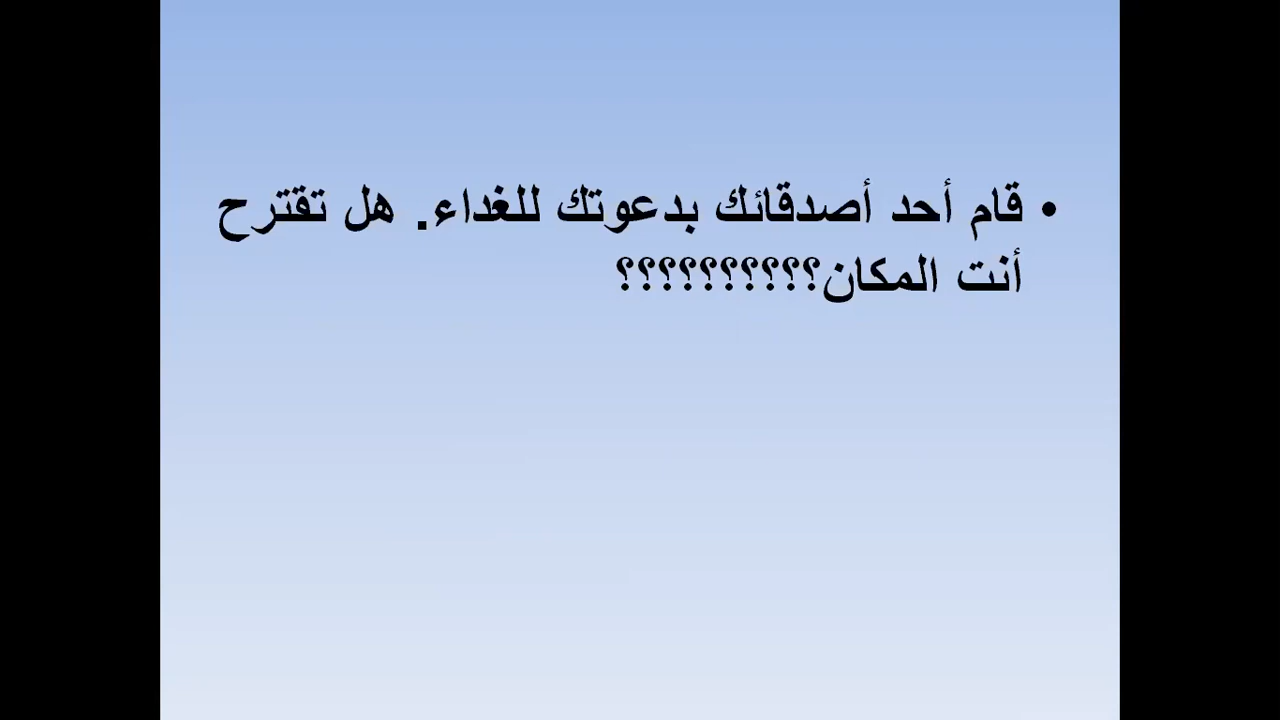 • قام أحد أصدقائك بدعوتك للغداء. هل تقترح
أنت المكان؟؟؟؟؟؟؟؟؟؟